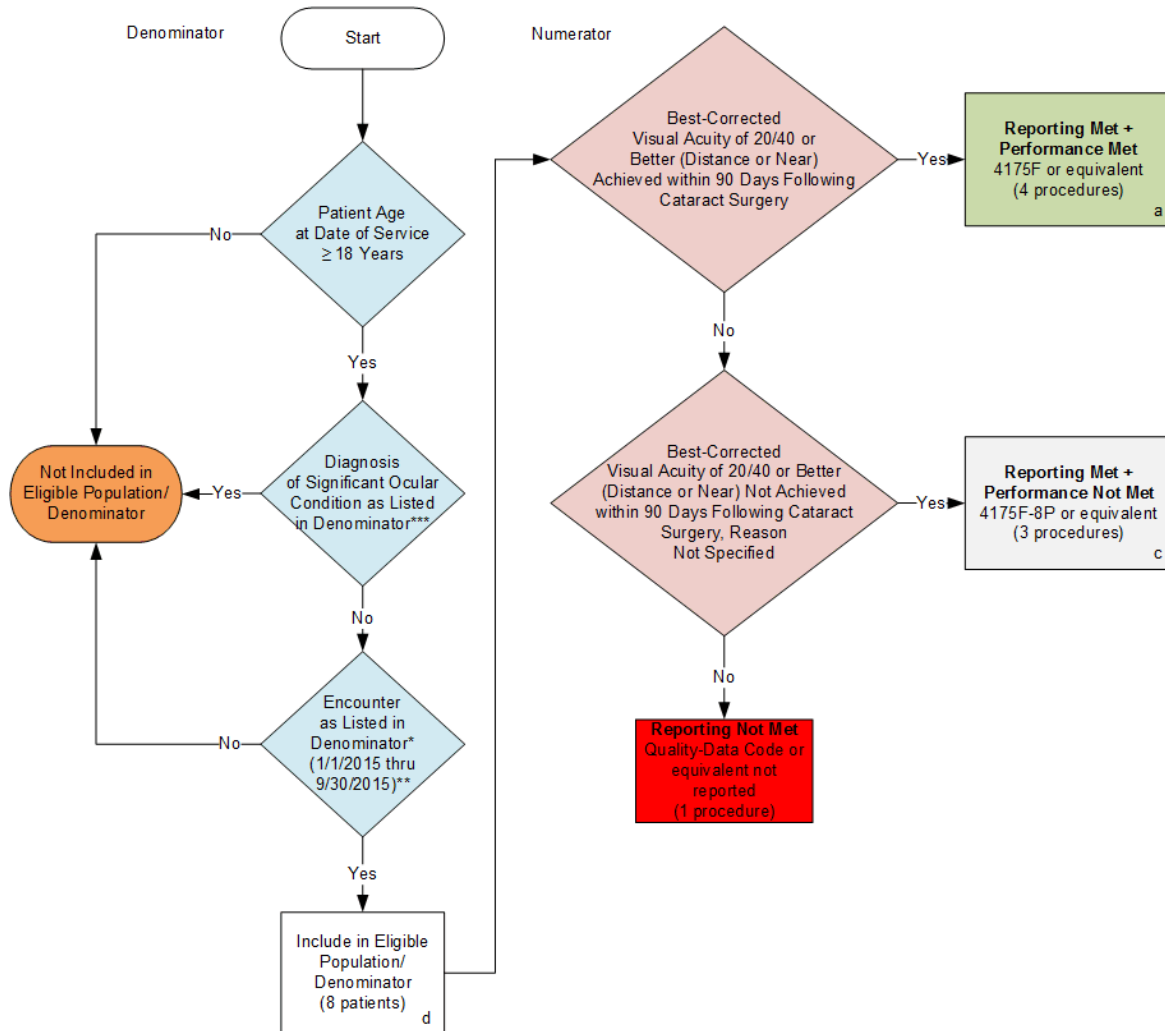 Denominator
Start
Numerator
Patient Age
at Date of Service
≥ 18 Years
No
Yes
Diagnosis
of Significant Ocular
Condition as Listed
in Denominator***
Yes
Not Included in
Eligible Population/
Denominator
No
Encounter
as Listed in
Denominator*
(1/1/2015 thru
9/30/2015)**
No
Yes
Include in Eligible
Population/
Denominator
(8 patients)
d
Best-Corrected
Visual Acuity of 20/40 or
Better (Distance or Near)
Achieved within 90 Days Following
Cataract Surgery
Yes
Reporting Met +
Performance Met
4175F or equivalent
(4 procedures)
a
No
Best-Corrected
Visual Acuity of 20/40 or Better
(Distance or Near) Not Achieved
within 90 Days Following Cataract
Surgery, Reason
Not Specified
Yes
Reporting Met +
Performance Not Met
4175F-8P or equivalent
(3 procedures)
c
No
Reporting Not Met
Quality-Data Code or
equivalent not
reported
(1 procedure)